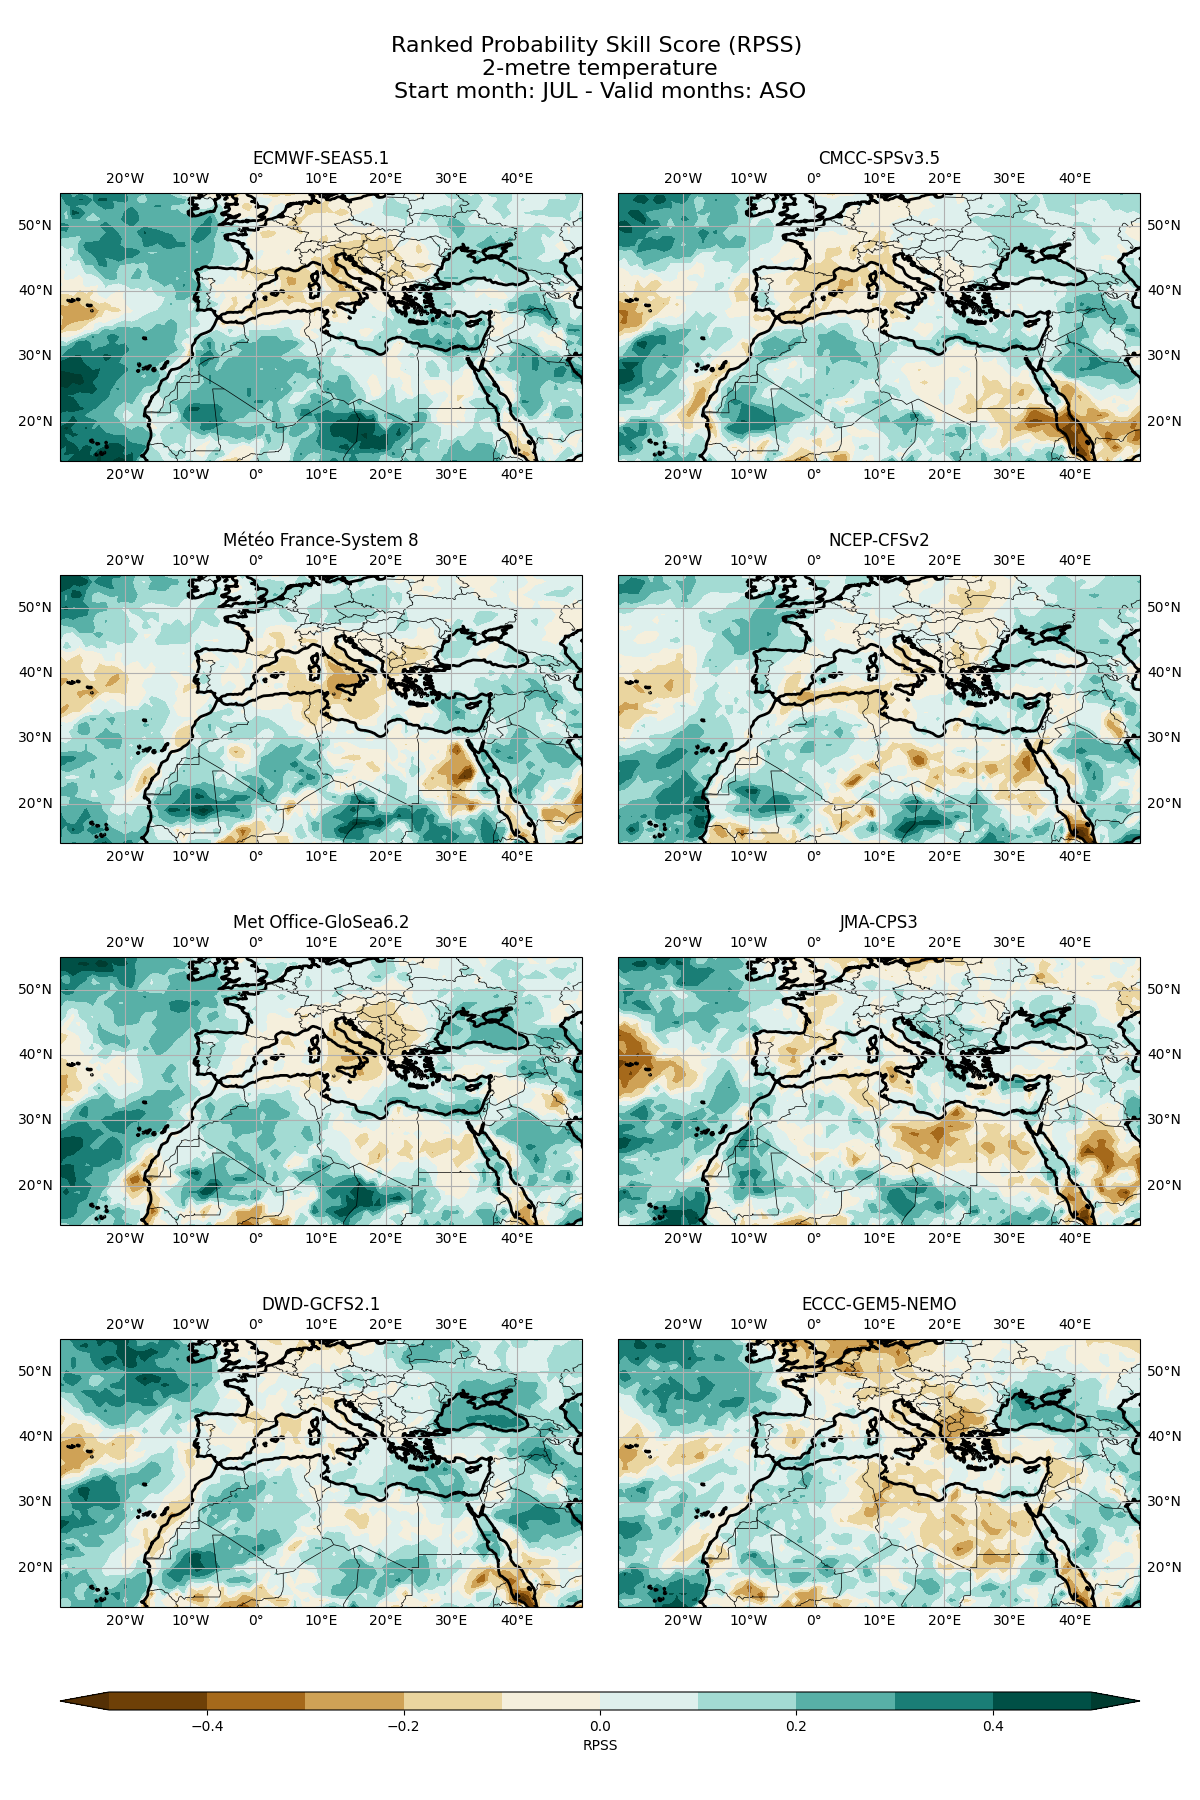 Ranked Probability Skill Score (RPSS)
2-metre temperature
Start month: JUL - Valid months: ASO
ECMWF-SEAS5.1
CMCC-SPSv3.5
20°W 10°W 0° 10°E 20°E 30°E 40°E
20°W 10°W 0° 10°E 20°E 30°E 40°E
50°N
50°N
40°N
40°N
30°N
30°N
20°N
20°N
20°W 10°W 0° 10°E 20°E 30°E 40°E
20°W 10°W 0° 10°E 20°E 30°E 40°E
Météo France-System 8
NCEP-CFSv2
20°W 10°W 0° 10°E 20°E 30°E 40°E
20°W 10°W 0° 10°E 20°E 30°E 40°E
50°N
50°N
40°N
40°N
30°N
30°N
20°N
20°N
20°W 10°W 0° 10°E 20°E 30°E 40°E
20°W 10°W 0° 10°E 20°E 30°E 40°E
Met Office-GloSea6.2
JMA-CPS3
20°W 10°W 0° 10°E 20°E 30°E 40°E
20°W 10°W 0° 10°E 20°E 30°E 40°E
50°N
50°N
40°N
40°N
30°N
30°N
20°N
20°N
20°W 10°W 0° 10°E 20°E 30°E 40°E
20°W 10°W 0° 10°E 20°E 30°E 40°E
DWD-GCFS2.1
ECCC-GEM5-NEMO
20°W 10°W 0° 10°E 20°E 30°E 40°E
20°W 10°W 0° 10°E 20°E 30°E 40°E
50°N
50°N
40°N
40°N
30°N
30°N
20°N
20°N
20°W 10°W 0° 10°E 20°E 30°E 40°E
20°W 10°W 0° 10°E 20°E 30°E 40°E
−0.4 −0.2 0.0 0.2 0.4
RPSS